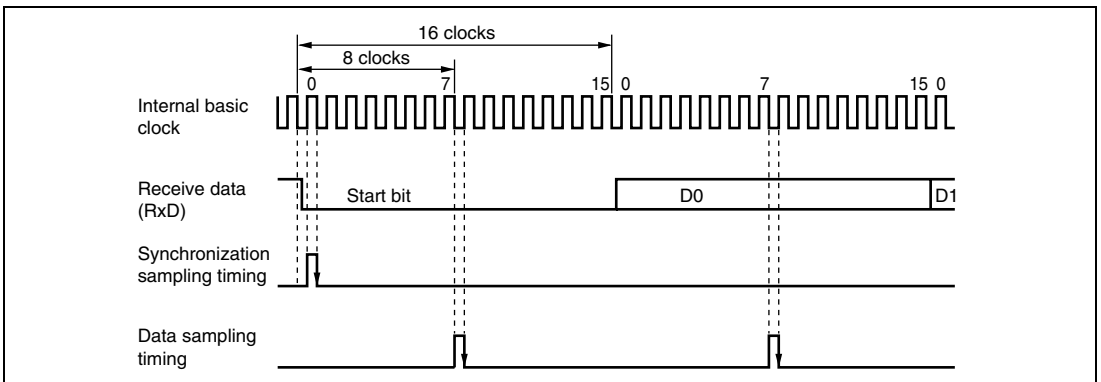 16 clocks
8 clocks
0 7 15 0 7 15 0
Internal basic
clock
Receive data
(RxD)
Start bit D0 D1
Synchronization
sampling timing
Data sampling
timing